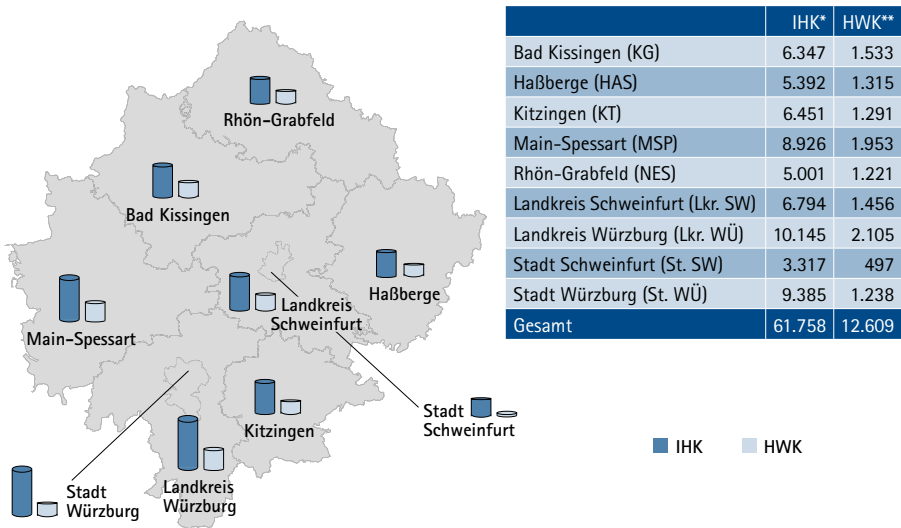 IHK* HWK**
Bad Kissingen (KG) 6.347 1.533
Haßberge (HAS) 5.392 1.315
Kitzingen (KT) 6.451 1.291
Main-Spessart (MSP) 8.926 1.953
Rhön-Grabfeld (NES) 5.001 1.221
Landkreis Schweinfurt (Lkr. SW) 6.794 1.456
Landkreis Würzburg (Lkr. WÜ) 10.145 2.105
Stadt Schweinfurt (St. SW) 3.317 497
Stadt Würzburg (St. WÜ) 9.385 1.238
Gesamt 61.758 12.609
Rhön-Grabfeld
Bad Kissingen
Haßberge
Landkreis
Schweinfurt
Main-Spessart
Stadt
Schweinfurt
Kitzingen
Landkreis
Würzburg
Stadt
Würzburg
IHK HWK